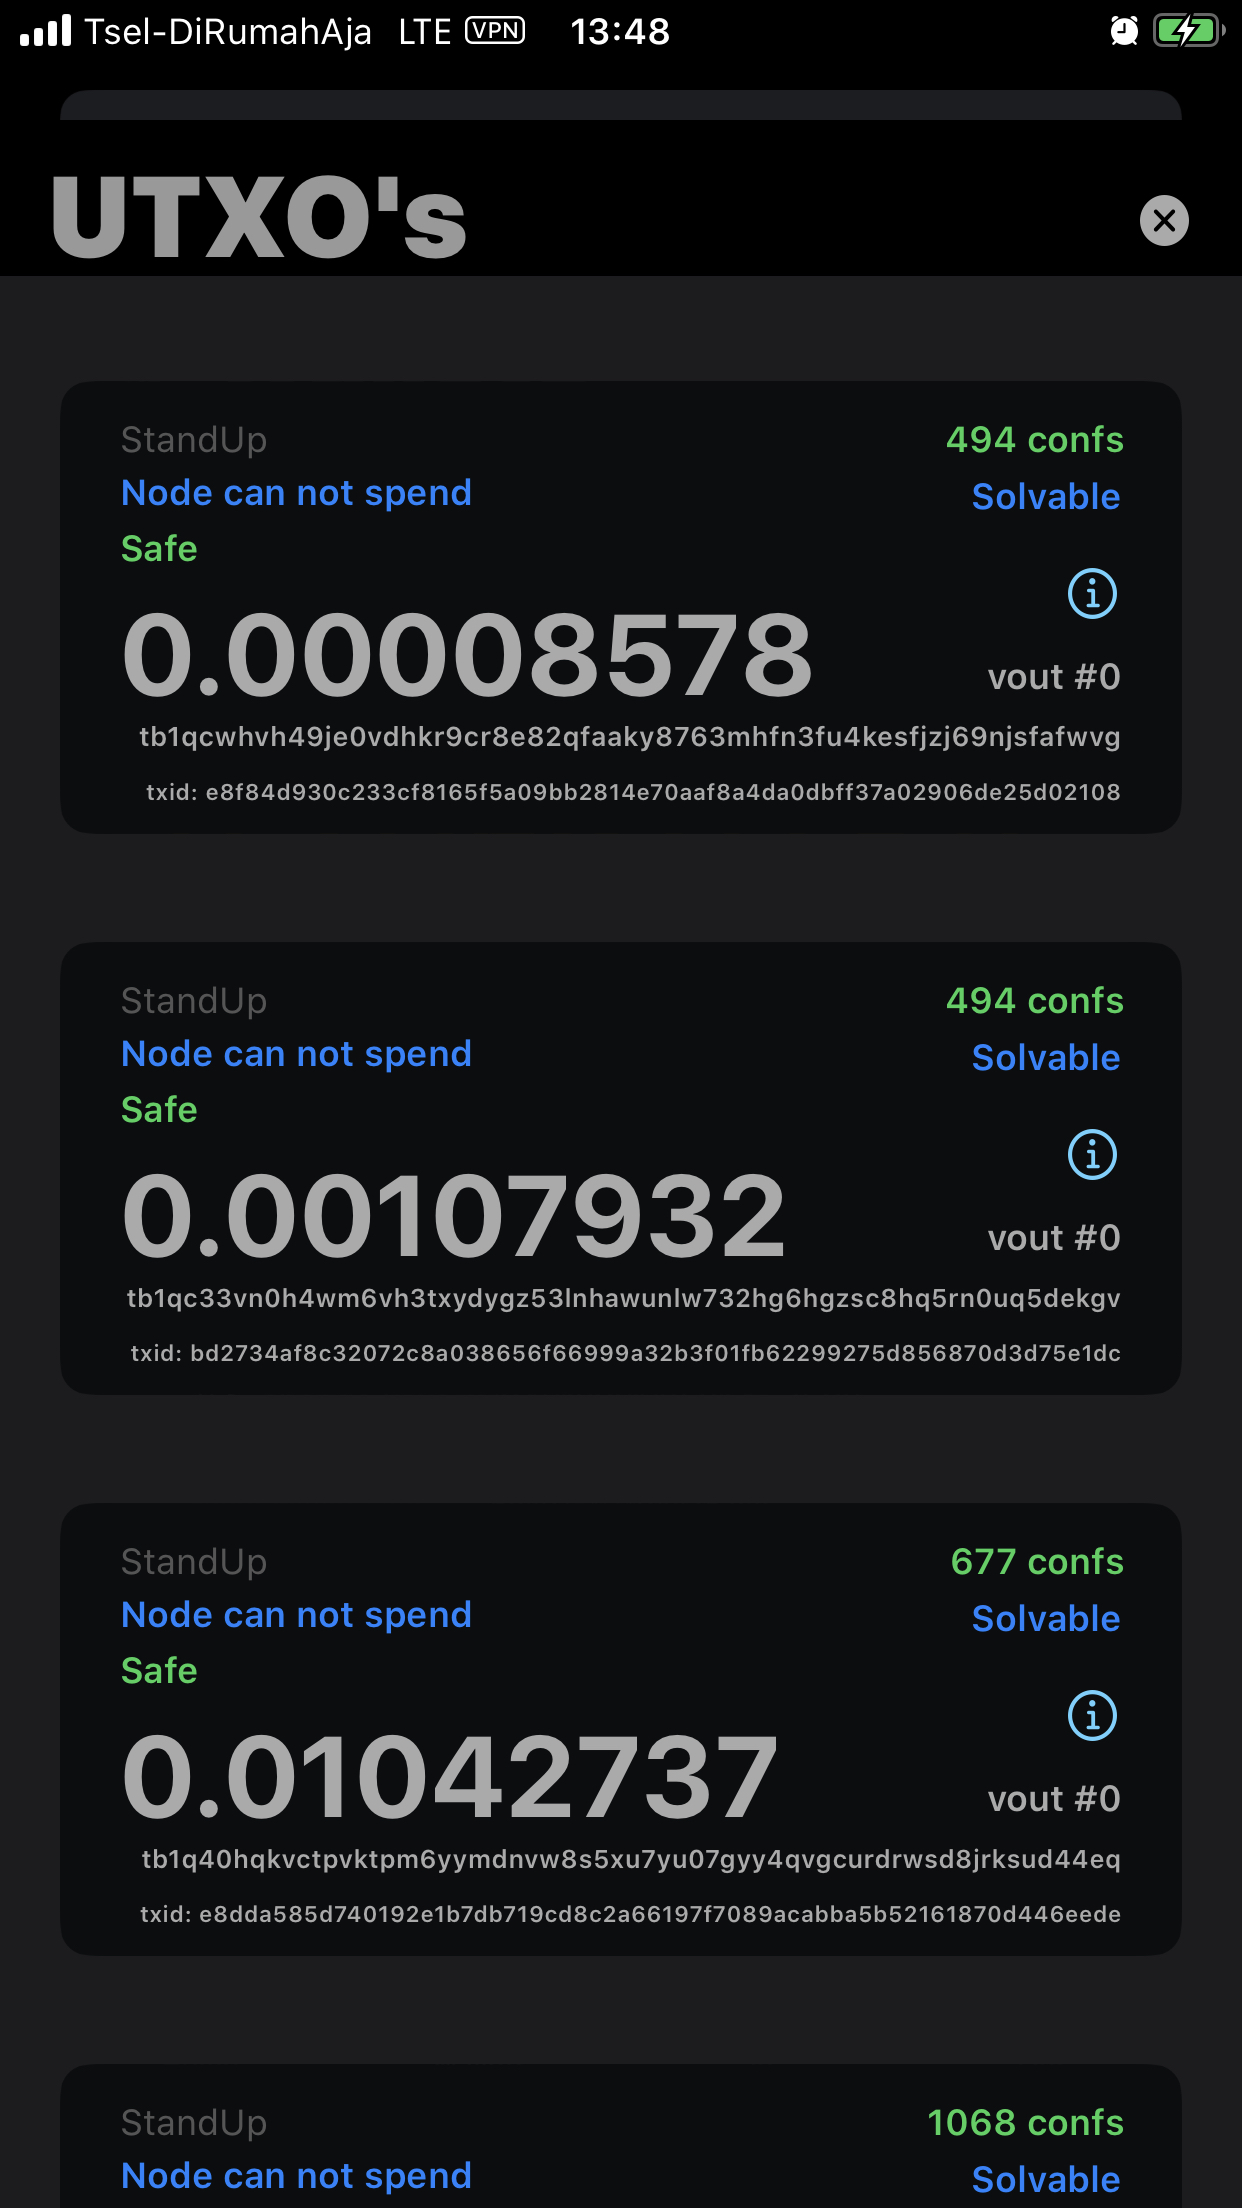 Tsel-DiRumahAja LTE VPN 13:48
UTXO's
StandUp 494 confs
Node can not spend Solvable
Safe
0.00008578 vout #0
tb1qcwhvh49je0vdhkr9cr8e82qfaaky8763mhfn3fu4kesfjzj69njsfafwvg
txid: e8f84d930c233cf8165f5a09bb2814e70aaf8a4da0dbff37a02906de25d02108
StandUp 494 confs
Node can not spend Solvable
Safe
0.00107932 vout #0
tb1qc33vn0h4wm6vh3txydygz53lnhawunlw732hg6hgzsc8hq5rn0uq5dekgv
txid: bd2734af8c32072c8a038656f66999a32b3f01fb62299275d856870d3d75e1dc
StandUp 677 confs
Node can not spend Solvable
Safe
0.01042737 vout #0
tb1q40hqkvctpvktpm6yymdnvw8s5xu7yu07gyy4qvgcurdrwsd8jrksud44eq
txid: e8dda585d740192e1b7db719cd8c2a66197f7089acabba5b52161870d446eede
StandUp 1068 confs
Node can not spend Solvable